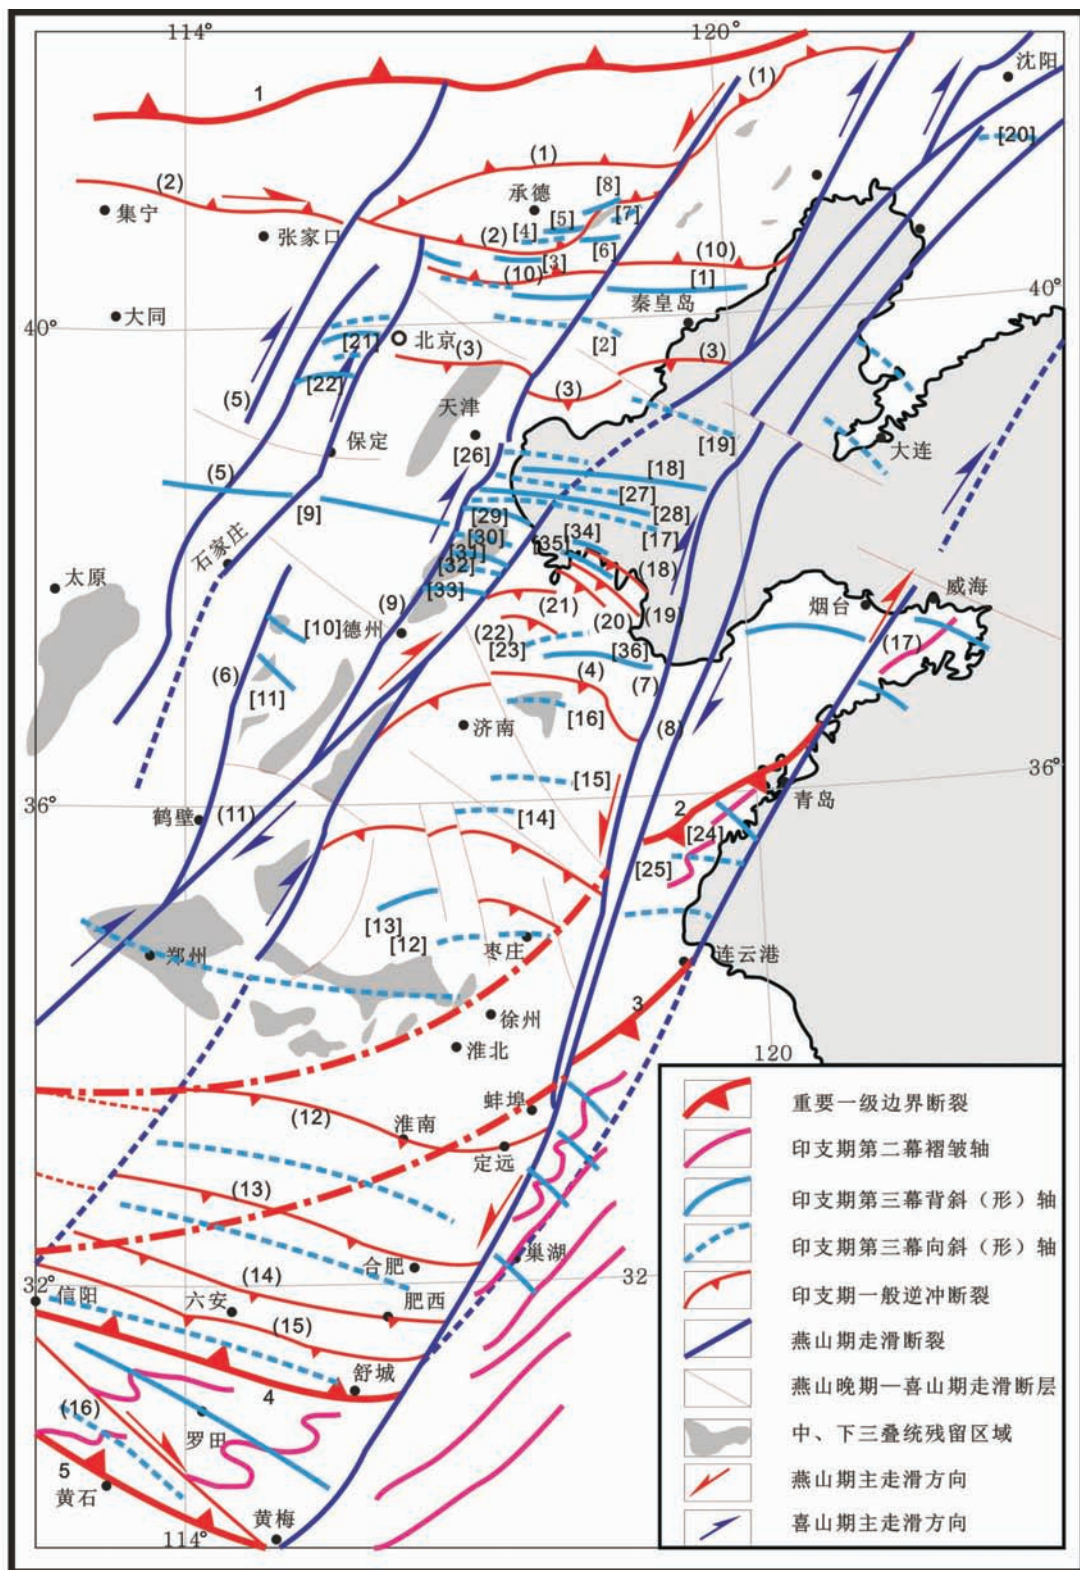 114°
120°
沈阳
1
(1)
[20]
(2)
(1)
承德
[8]
集宁
张家口
[5]
[7]
[4]
(2)
[6]
[3]
(10)
(10)
[1]
40°
大同
秦皇岛
40°
[21]
北京
(3)
[2]
(3)
[22]
(3)
(5)
天津
保定
[19]
大连
[26]
(5)
[18]
[27]
[9]
[29]
[28]
[34]
[17]
石家庄
[30]
[35]
[31]
(18)
太原
[32]
[33]
(9)
(21)
(20)
(19)
烟台
威海
[10]
德州
(22)
[23]
[36]
(17)
(6)
[11]
(4)
(7)
[16]
济南
(8)
[15]
36°
36°
鹤壁
(11)
[14]
2
青岛
[24]
[25]
[13]
[12]
枣庄
郑州
连云港
3
徐州
淮北
120
蚌埠
(12)
淮南
定远
(13)
合肥
巢湖
32°
32
信阳
(14)
六安
肥西
(15)
舒城
4
(16)
罗田
5
黄石
黄梅
114°
重要一级边界断裂
印支期第二幕褶皱轴
印支期第三幕背斜（形）轴
印支期第三幕向斜（形）轴
印支期一般逆冲断裂
燕山期走滑断裂
燕山晚期—喜山期走滑断层
中、下三叠统残留区域
燕山期主走滑方向
喜山期主走滑方向